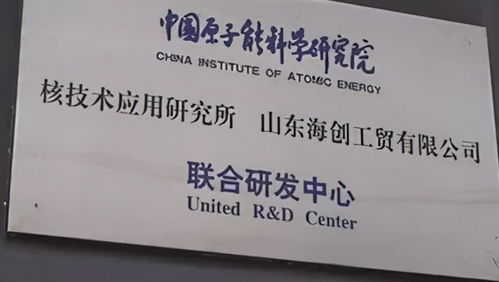 中国原子能科学研究院
CHINA INSTITUTE OF ATOMIC ENERGY
核技术应用研究所 山东海创工贸有限公司
联合研发中心
United R&D Center